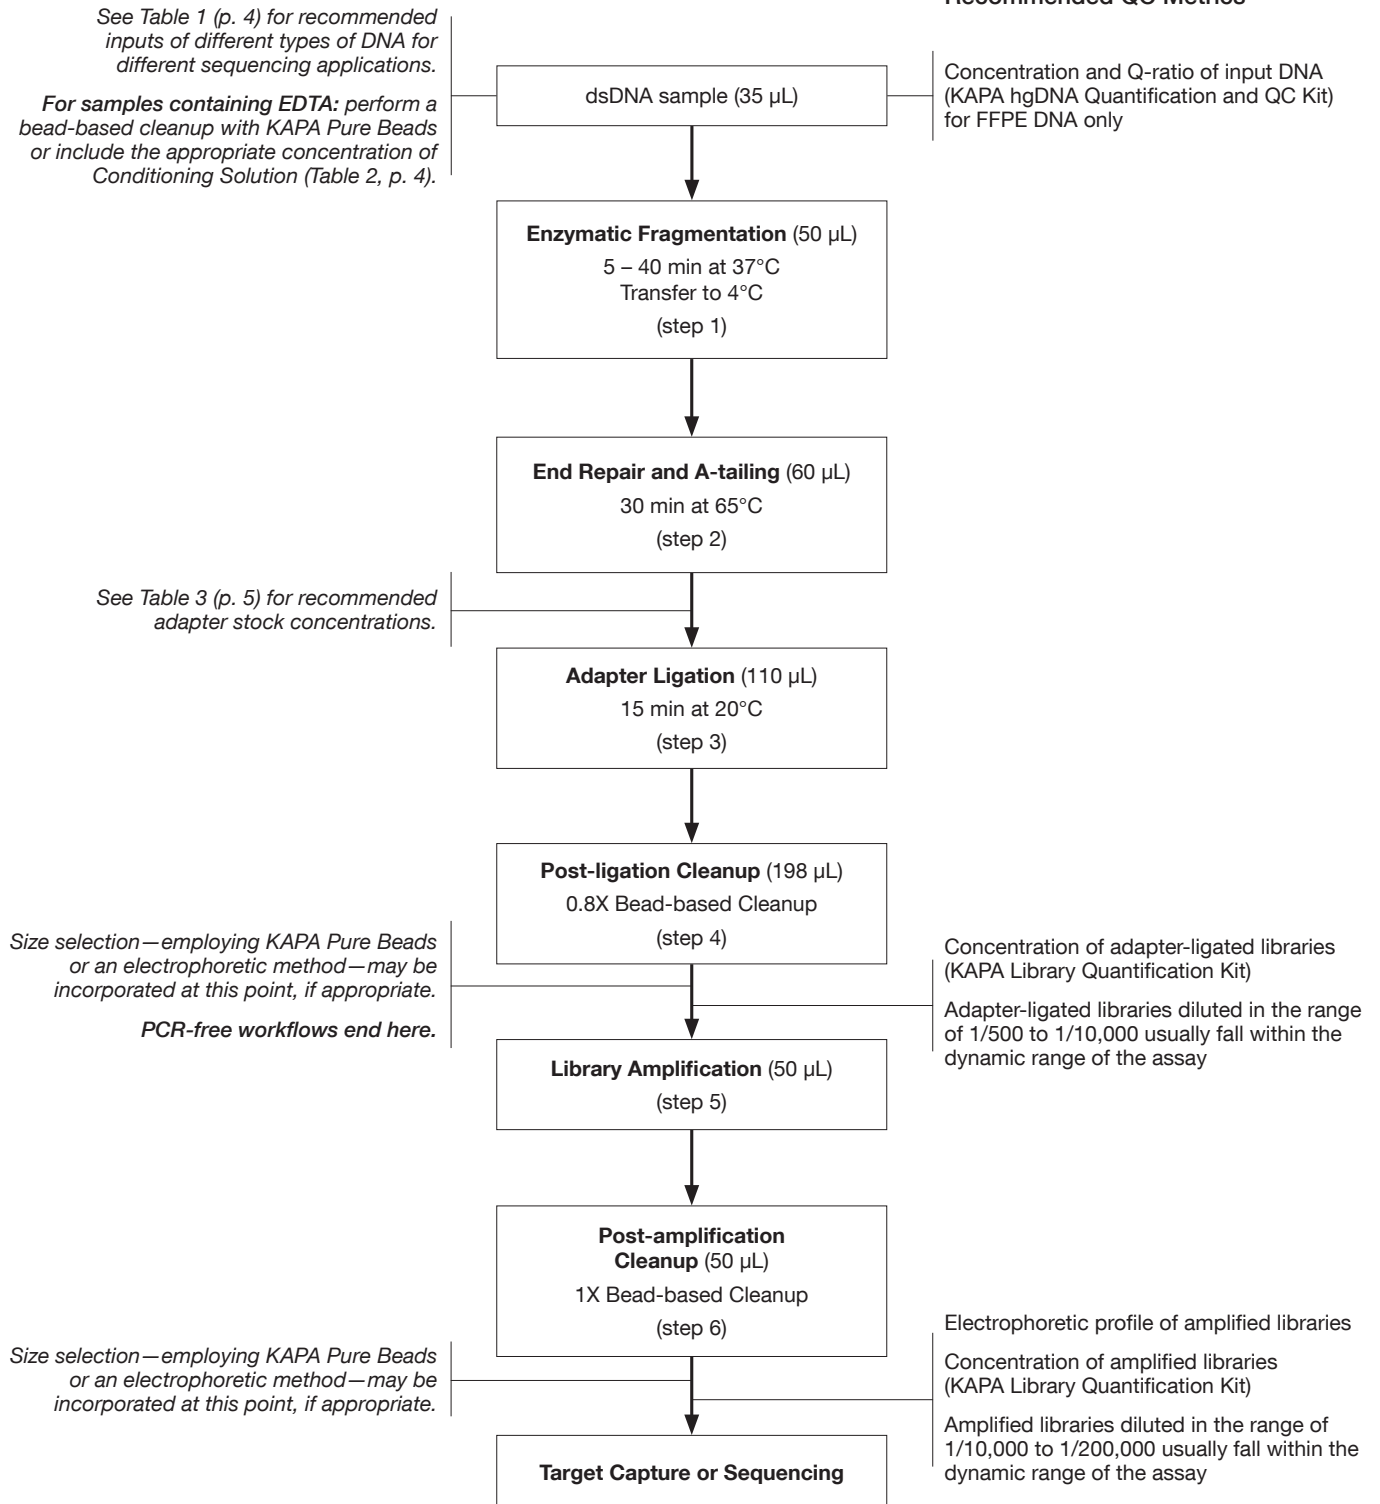 Recommended QC Metrics
See Table 1 (p. 4) for recommended
inputs of different types of DNA for
different sequencing applications.
For samples containing EDTA: perform a
bead-based cleanup with KAPA Pure Beads
or include the appropriate concentration of
Conditioning Solution (Table 2, p. 4).
dsDNA sample (35 µL)
Concentration and Q-ratio of input DNA
(KAPA hgDNA Quantification and QC Kit)
for FFPE DNA only
Enzymatic Fragmentation (50 µL)
5 – 40 min at 37°C
Transfer to 4°C
(step 1)
End Repair and A-tailing (60 µL)
30 min at 65°C
(step 2)
See Table 3 (p. 5) for recommended
adapter stock concentrations.
Adapter Ligation (110 µL)
15 min at 20°C
(step 3)
Post-ligation Cleanup (198 µL)
0.8X Bead-based Cleanup
(step 4)
Size selection—employing KAPA Pure Beads
or an electrophoretic method—may be
incorporated at this point, if appropriate.
PCR-free workflows end here.
Concentration of adapter-ligated libraries
(KAPA Library Quantification Kit)
Adapter-ligated libraries diluted in the range
of 1/500 to 1/10,000 usually fall within the
dynamic range of the assay
Library Amplification (50 µL)
(step 5)
Post-amplification
Cleanup (50 µL)
1X Bead-based Cleanup
(step 6)
Size selection—employing KAPA Pure Beads
or an electrophoretic method—may be
incorporated at this point, if appropriate.
Electrophoretic profile of amplified libraries
Concentration of amplified libraries
(KAPA Library Quantification Kit)
Amplified libraries diluted in the range of
1/10,000 to 1/200,000 usually fall within the
dynamic range of the assay
Target Capture or Sequencing